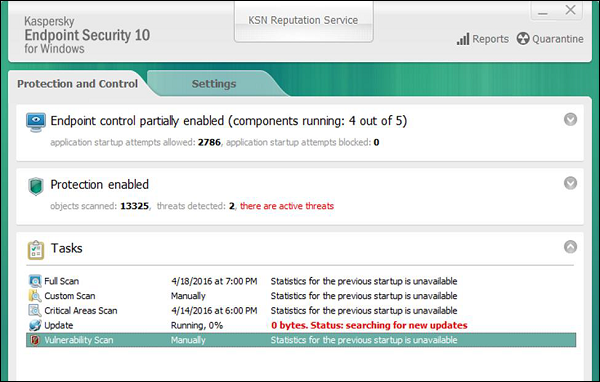 Kaspersky
Endpoint Security 10
for Windows
KSN Reputation Service
Reports
Quarantine
Protection and Control
Settings
Endpoint control partially enabled (components running: 4 out of 5)
application startup attempts allowed: 2786, application startup attempts blocked: 0
Protection enabled
objects scanned: 13325, threats detected: 2, there are active threats
Tasks
Full Scan 4/18/2016 at 7:00 PM Statistics for the previous startup is unavailable
Custom Scan Manually Statistics for the previous startup is unavailable
Critical Areas Scan 4/14/2016 at 6:00 PM Statistics for the previous startup is unavailable
Update Running, 0% 0 bytes. Status: searching for new updates
Vulnerability Scan Manually Statistics for the previous startup is unavailable